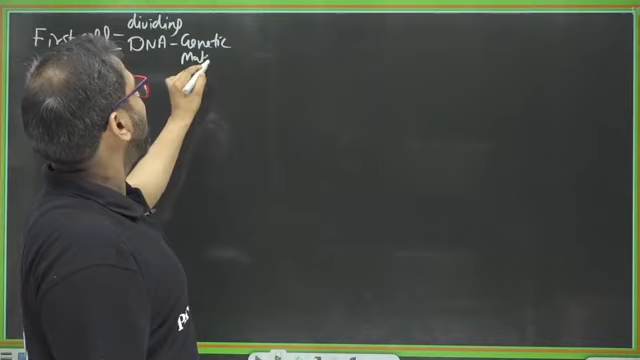 First cell = dividing
DNA - Genetic
Mat